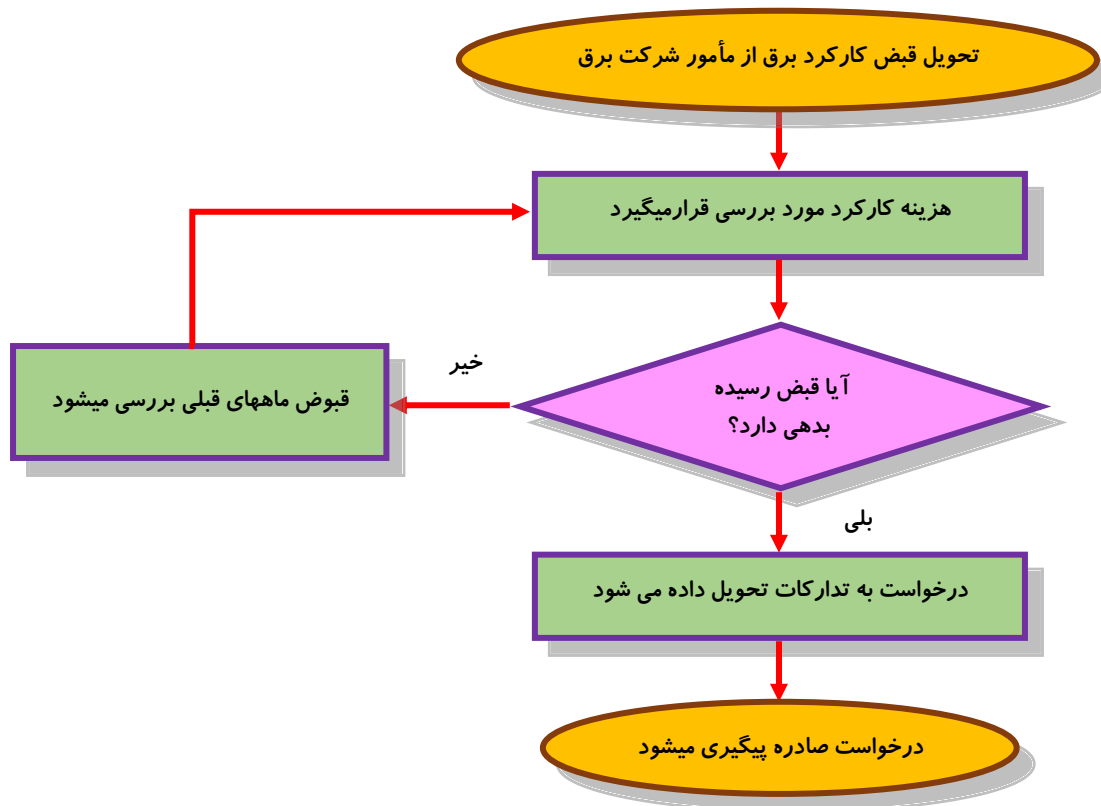 تحویل قبض کارکرد برق از مأمور شرکت برق
هزینه کارکرد مورد بررسی قرارمیگیرد
خیر
آیا قبض رسیده
بدهی دارد؟
قبوض ماههای قبلی بررسی میشود
بلی
درخواست به تدارکات تحویل داده می شود
درخواست صادره پیگیری میشود